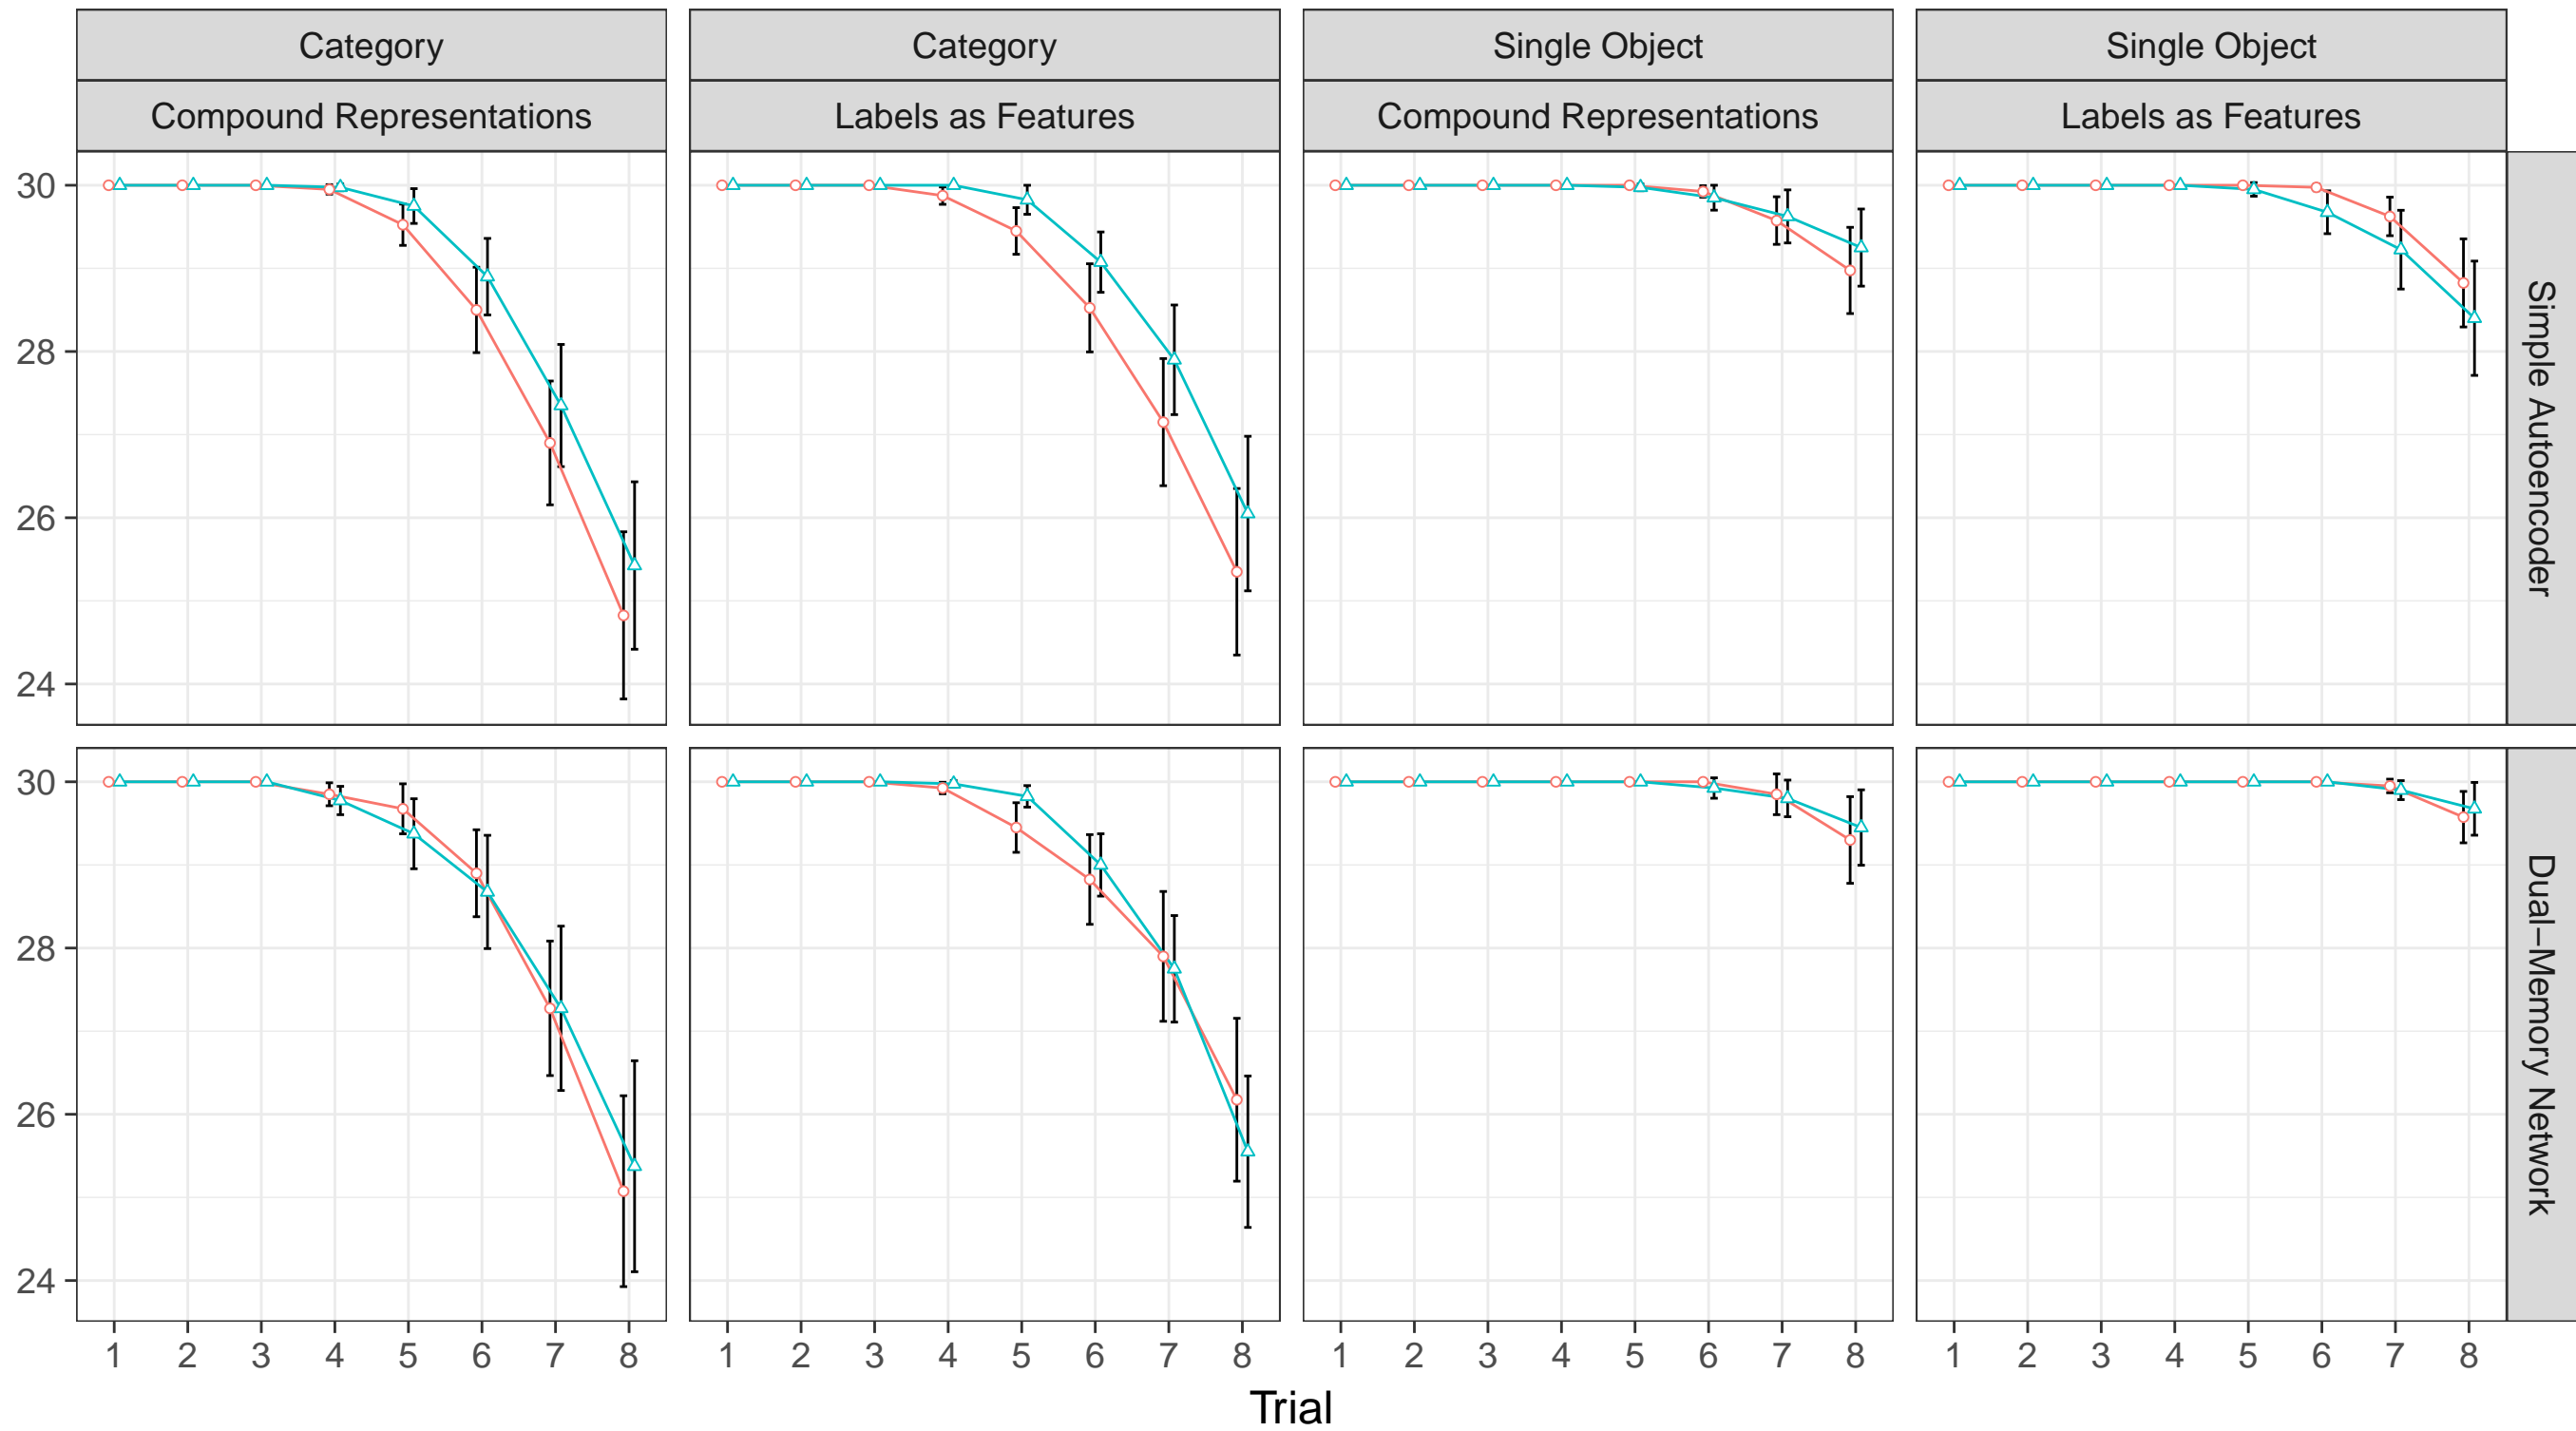 Category
Category
Single Object
Single Object
Compound Representations
Labels as Features
Compound Representations
Labels as Features
30
28
26
24
Simple Autoencoder
30
28
26
24
Dual−Memory Network
1 2 3 4 5 6 7 8
1 2 3 4 5 6 7 8
1 2 3 4 5 6 7 8
1 2 3 4 5 6 7 8
Trial